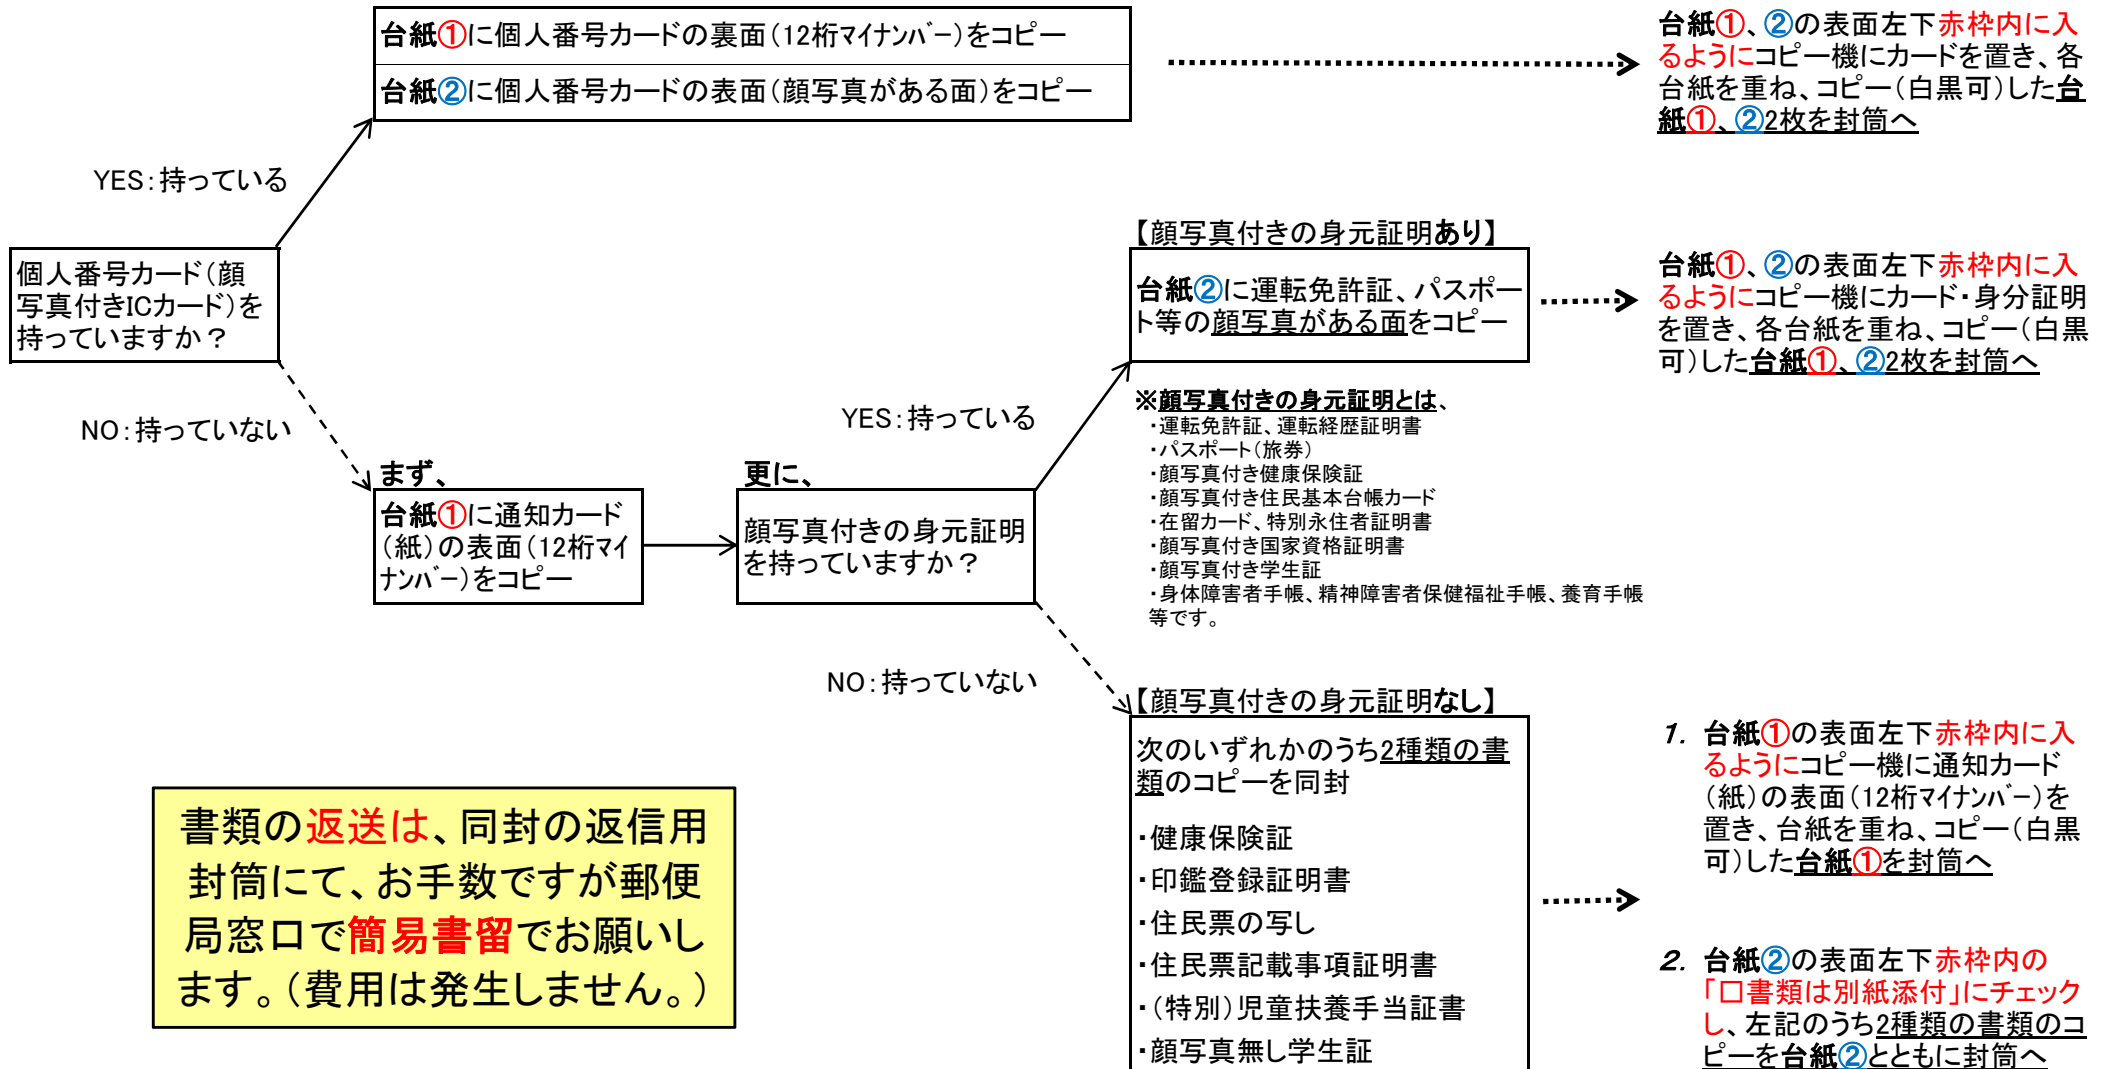 台紙①に個人番号カードの裏面(12桁マイナンバー)をコピー
台紙②に個人番号カードの表面(顔写真がある面)をコピー
台紙①、②の表面左下赤枠内に入
るようにコピー機にカードを置き、各
台紙を重ね、コピー(白黒可)した台
紙①、②2枚を封筒へ
YES:持っている
個人番号カード(顔
写真付きICカード)を
持っていますか?
NO:持っていない
まず、
台紙①に通知カード
(紙)の表面(12桁マイ
ナンバー)をコピー
更に、
顔写真付きの身元証明
を持っていますか?
YES:持っている
【顔写真付きの身元証明あり】
台紙②に運転免許証、パスポー
ト等の顔写真がある面をコピー
台紙①、②の表面左下赤枠内に入
るようにコピー機にカード・身分証明
を置き、各台紙を重ね、コピー(白黒
可)した台紙①、②2枚を封筒へ
※顔写真付きの身元証明とは、
・運転免許証、運転経歴証明書
・パスポート(旅券)
・顔写真付き健康保険証
・顔写真付き住民基本台帳カード
・在留カード、特別永住者証明書
・顔写真付き国家資格証明書
・顔写真付き学生証
・身体障害者手帳、精神障害者保健福祉手帳、養育手帳
等です。
NO:持っていない
【顔写真付きの身元証明なし】
次のいずれかのうち2種類の書
類のコピーを同封
・健康保険証
・印鑑登録証明書
・住民票の写し
・住民票記載事項証明書
・(特別)児童扶養手当証書
・顔写真無し学生証
1. 台紙①の表面左下赤枠内に入
るようにコピー機に通知カード
(紙)の表面(12桁マイナンバー)を
置き、台紙を重ね、コピー(白黒
可)した台紙①を封筒へ
2. 台紙②の表面左下赤枠内の
「□書類は別紙添付」にチェック
し、左記のうち2種類の書類のコ
ピーを台紙②とともに封筒へ
書類の返送は、同封の返信用
封筒にて、お手数ですが郵便
局窓口で簡易書留でお願いし
ます。(費用は発生しません。)